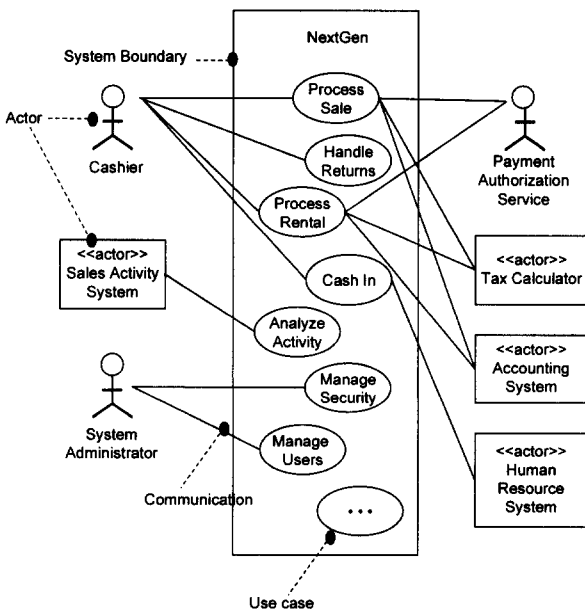 NextGen
System Boundary
Process
Sale
Actor
Cashier
Handle
Returns
Payment
Authorization
Service
Process
Rental
<<actor>>
Sales Activity
System
Cash In
<<actor>>
Tax Calculator
Analyze
Activity
<<actor>>
Accounting
System
Manage
Security
System
Administrator
Manage
Users
<<actor>>
Human
Resource
System
Communication
...
Use case